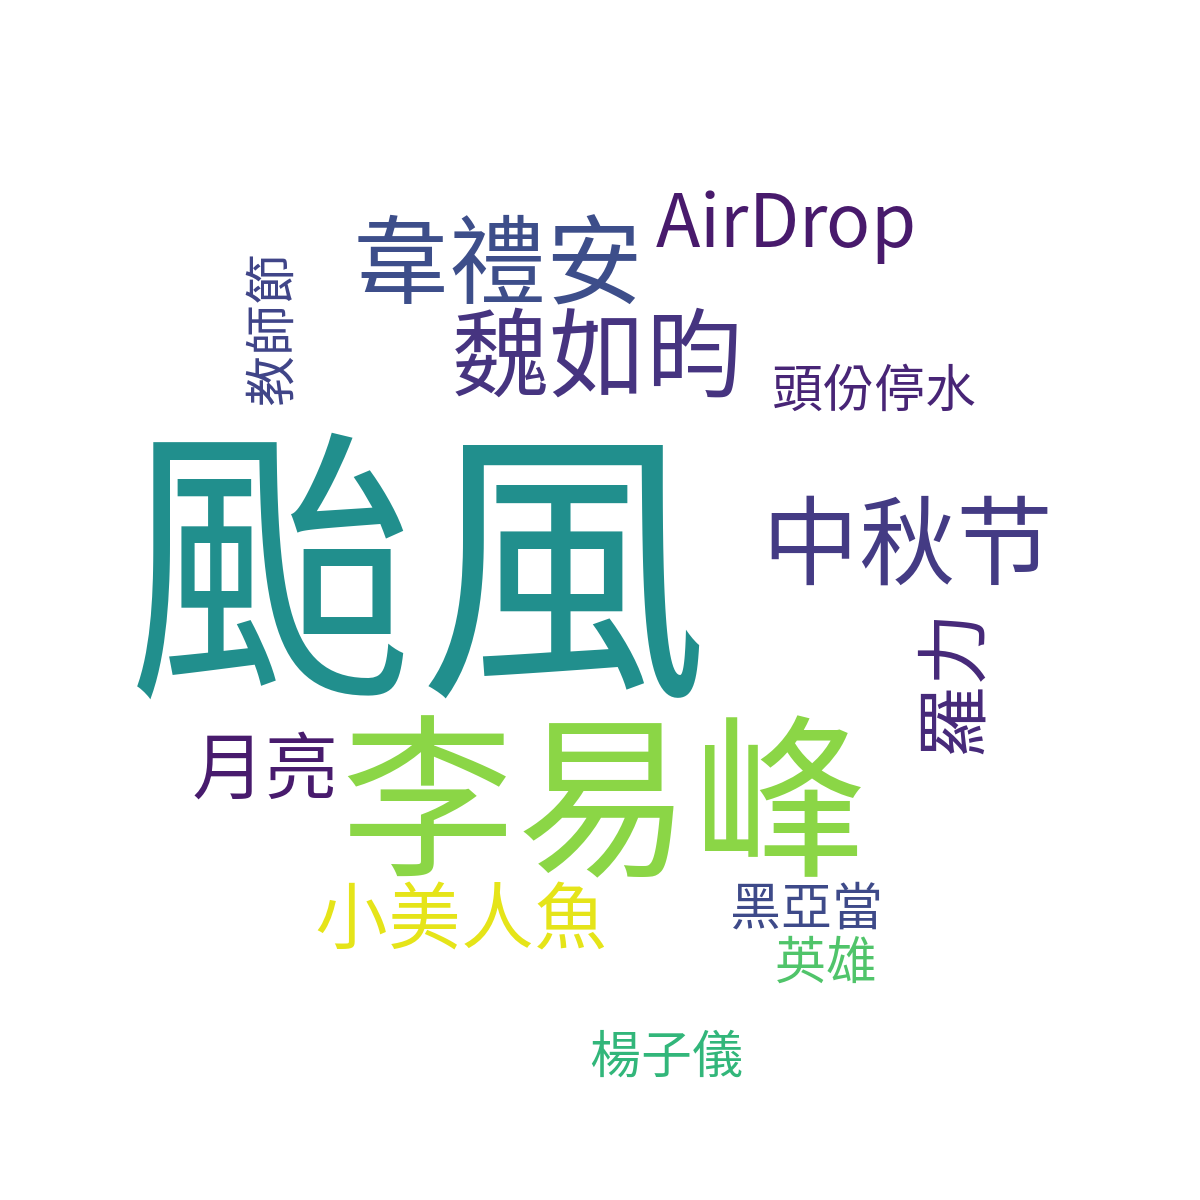 AirDrop
韋禮安
教師節
魏如昀
頭份停水
颱風
中秋节
羅力
李易峰
月亮
小美人魚
黑亞當
英雄
楊子儀